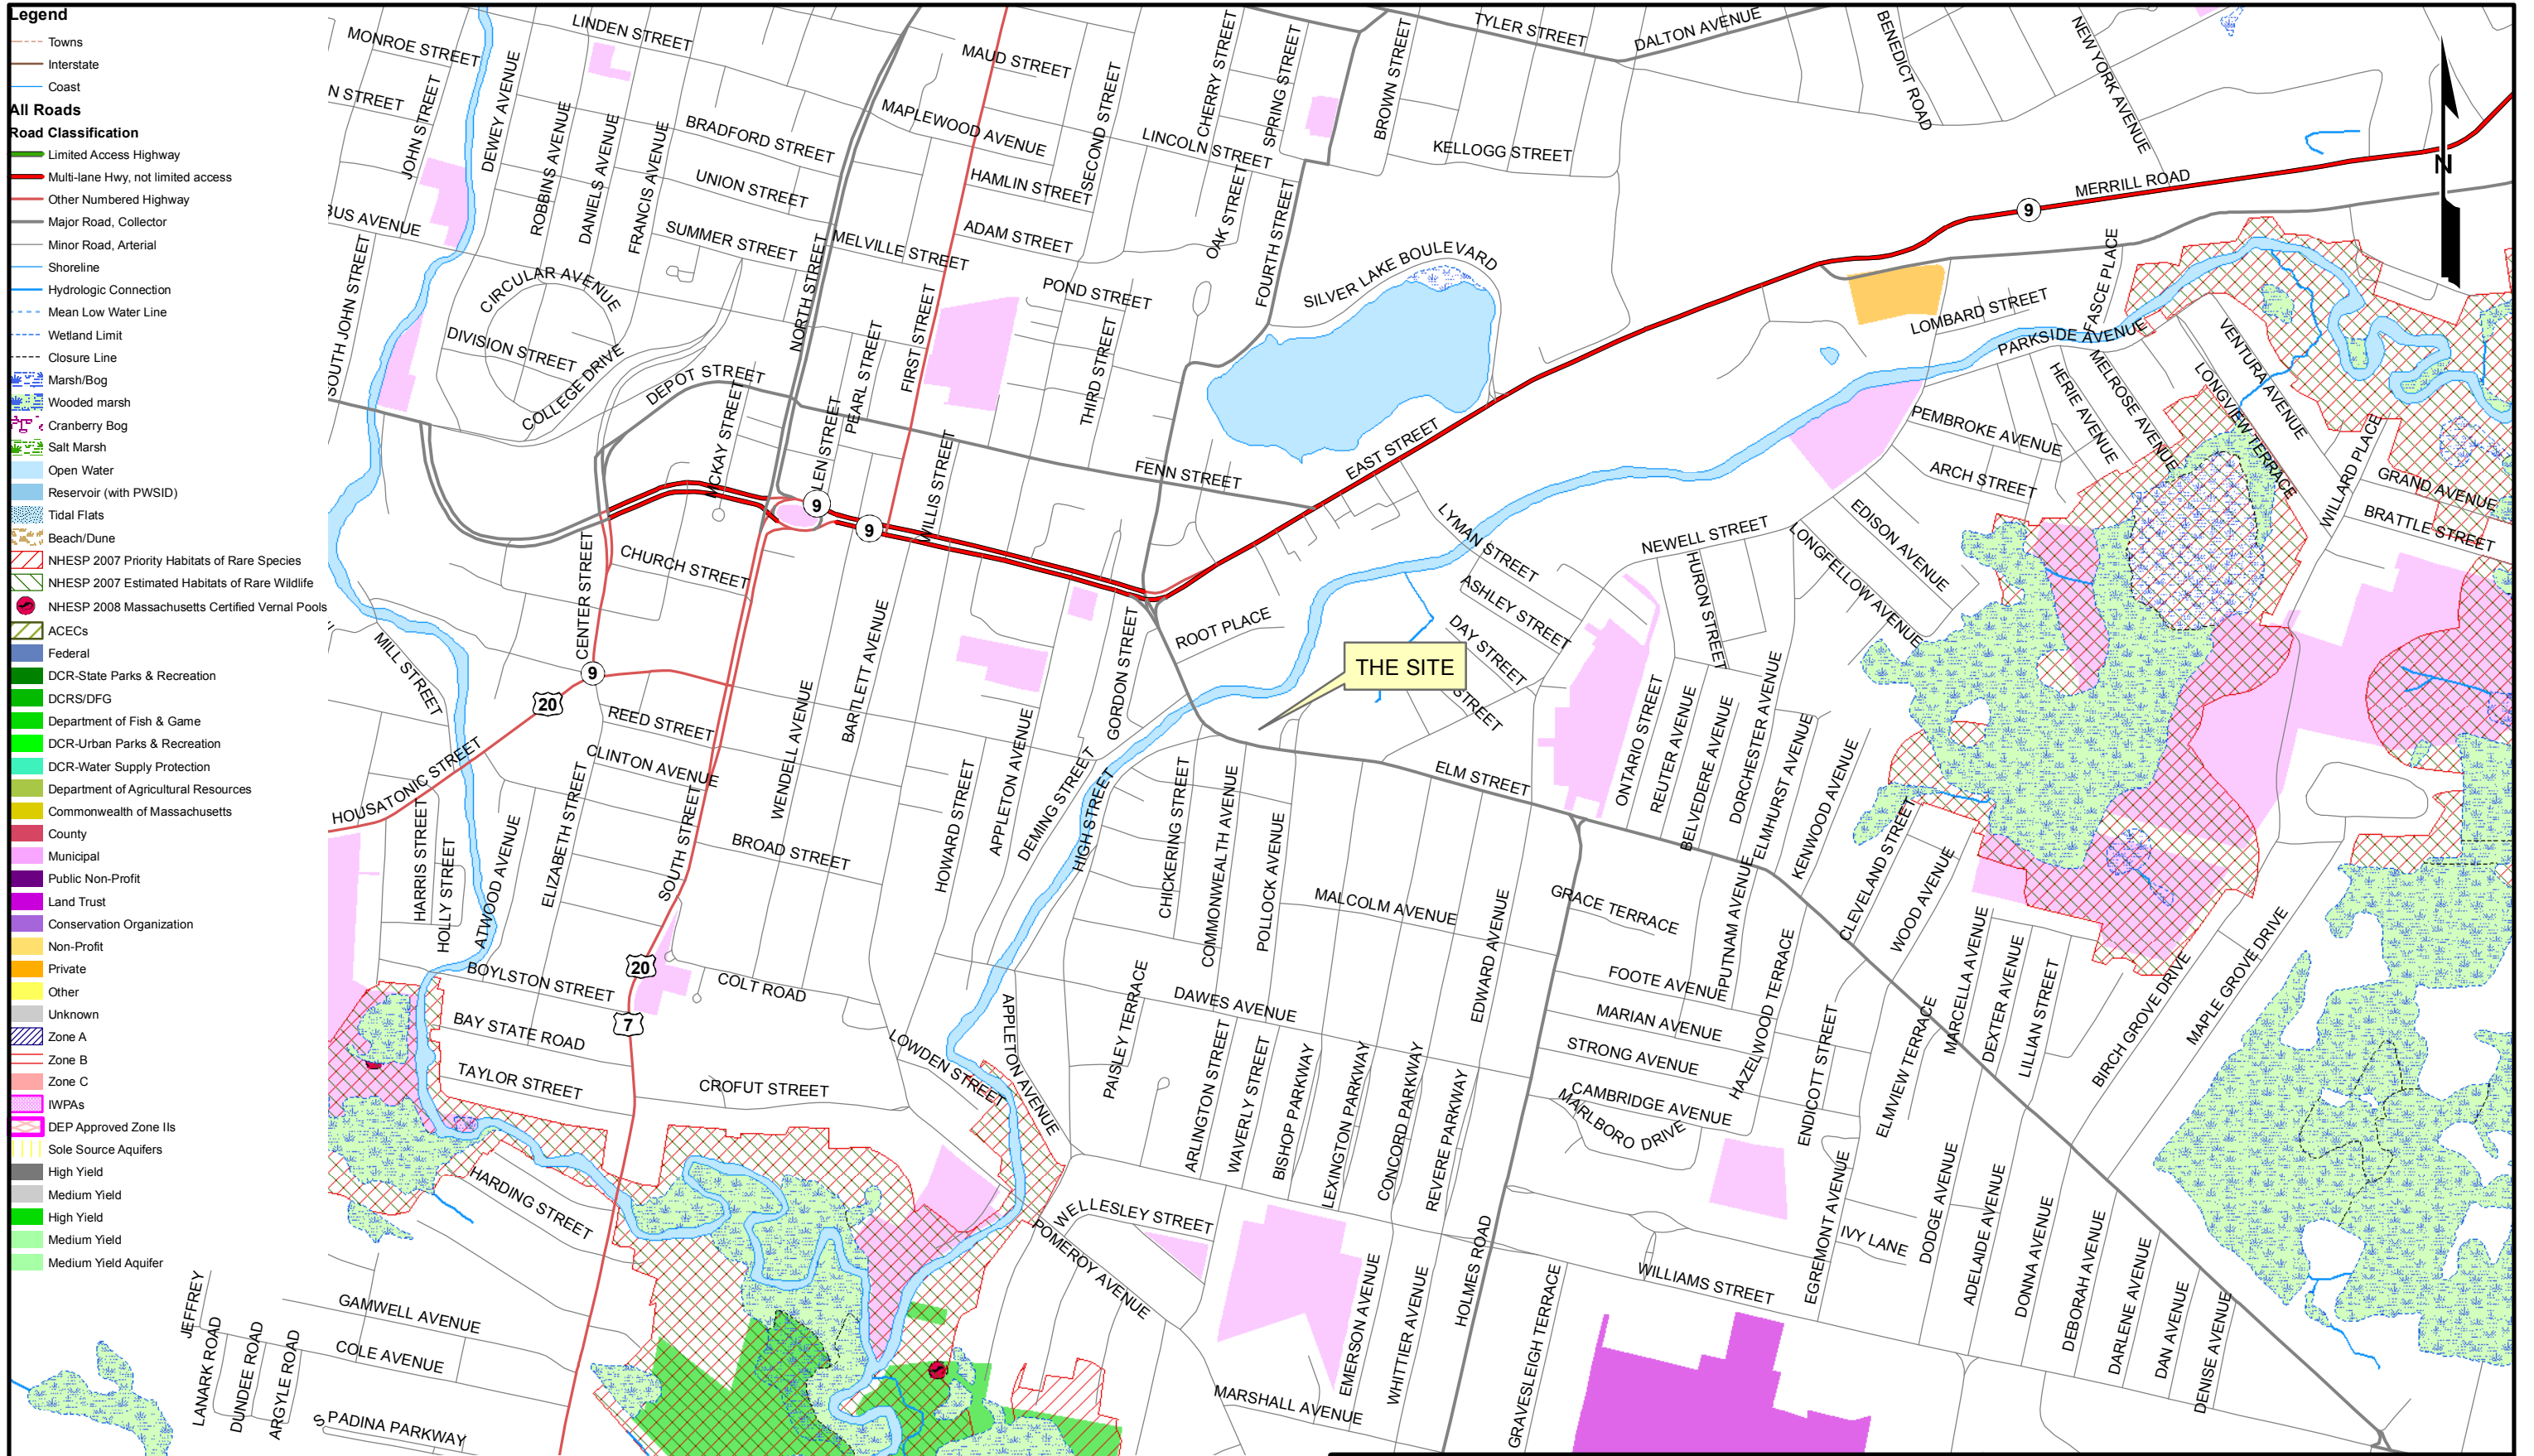 Legend
Towns
Interstate
Coast
All Roads
Road Classification
Limited Access Highway
Multi-lane Hwy, not limited access
Other Numbered Highway
Major Road, Collector
Minor Road, Arterial
Shoreline
Hydrologic Connection
Mean Low Water Line
Wetland Limit
Closure Line
Marsh/Bog
Wooded marsh
Cranberry Bog
Salt Marsh
Open Water
Reservoir (with PWSID)
Tidal Flats
Beach/Dune
NHESP 2007 Priority Habitats of Rare Species
NHESP 2007 Estimated Habitats of Rare Wildlife
NHESP 2008 Massachusetts Certified Vernal Pools
ACECs
Federal
DCR-State Parks & Recreation
DCRS/DFG
Department of Fish & Game
DCR-Urban Parks & Recreation
DCR-Water Supply Protection
Department of Agricultural Resources
Commonwealth of Massachusetts
County
Municipal
Public Non-Profit
Land Trust
Conservation Organization
Non-Profit
Private
Other
Unknown
Zone A
Zone B
Zone C
IWPAs
DEP Approved Zone IIs
Sole Source Aquifers
High Yield
Medium Yield
High Yield
Medium Yield
Medium Yield Aquifer
MONROE STREET
LINDEN STREET
N STREET
JOHN STREET
DEWEY AVENUE
ROBBINS AVENUE
DANIELS AVENUE
FRANCIS AVENUE
BRADFORD STREET
UNION STREET
SUMMER STREET
BUS AVENUE
SOUTH JOHN STREET
CIRCULAR AVENUE
DIVISION STREET
COLLEGE DRIVE
DEPOT STREET
NORTH STREET
MELVILLE STREET
MAPLEWOOD AVENUE
MAUD STREET
SECOND STREET
HAMLIN STREET
ADAM STREET
LINCOLN STREET
CHERRY STREET
SPRING STREET
OAK STREET
FOURTH STREET
BROWN STREET
TYLER STREET
DALTON AVENUE
KELLOGG STREET
BENEDICT ROAD
NEW YORK AVENUE
MERRILL ROAD
9
N
POND STREET
THIRD STREET
FIRST STREET
PEARL STREET
LEN STREET
MCKAY STREET
WILLIS STREET
FENN STREET
SILVER LAKE BOULEVARD
EAST STREET
9
9
LOMBARD STREET
FASCE PLACE
PARKSIDE AVENUE
HERIE AVENUE
MELROSE AVENUE
LONGVIEW TERRACE
VENTURA AVENUE
WILLARD PLACE
GRAND AVENUE
BRATTLE STREET
PEMBROKE AVENUE
ARCH STREET
EDISON AVENUE
LONGFELLOW AVENUE
NEWELL STREET
HURON STREET
LYMAN STREET
ASHLEY STREET
DAY STREET
STREET
ROOT PLACE
THE SITE
CHURCH STREET
CENTER STREET
MILL STREET
9
20
HOUSATONIC STREET
REED STREET
CLINTON AVENUE
WENDELL AVENUE
BARTLETT AVENUE
GORDON STREET
APPLETON AVENUE
HOWARD STREET
DEMING STREET
HIGH STREET
CHICKERING STREET
COMMONWEALTH AVENUE
POLLOCK AVENUE
ELM STREET
ONTARIO STREET
REUTER AVENUE
BELVEDERE AVENUE
DORCHESTER AVENUE
ELMHURST AVENUE
KENWOOD AVENUE
CLEVELAND STREET
WOOD AVENUE
HARRIS STREET
HOLLY STREET
ATWOOD AVENUE
ELIZABETH STREET
SOUTH STREET
BROAD STREET
20
7
BOYLSTON STREET
BAY STATE ROAD
TAYLOR STREET
COLT ROAD
CROFUT STREET
LOWDEN STREET
APPLETON AVENUE
PAISLEY TERRACE
DAWES AVENUE
MALCOLM AVENUE
EDWARD AVENUE
GRACE TERRACE
PUTNAM AVENUE
FOOTE AVENUE
MARIAN AVENUE
STRONG AVENUE
CAMBRIDGE AVENUE
MARLBORO DRIVE
HAZELWOOD TERRACE
ENDICOTT STREET
ELMVIEW TERRACE
MARCELLA AVENUE
DEXTER AVENUE
LILLIAN STREET
BIRCH GROVE DRIVE
MAPLE GROVE DRIVE
ARLINGTON STREET
WAVERLY STREET
BISHOP PARKWAY
LEXINGTON PARKWAY
CONCORD PARKWAY
REVERE PARKWAY
HOLMES ROAD
HARDING STREET
WELLESLEY STREET
POMEROY AVENUE
EMERSON AVENUE
WHITTIER AVENUE
MARSHALL AVENUE
GRAVESLEIGH TERRACE
WILLIAMS STREET
EGREMONT AVENUE
IVY LANE
DODGE AVENUE
ADELAIDE AVENUE
DONNA AVENUE
DEBORAH AVENUE
DARLENE AVENUE
DAN AVENUE
DENISE AVENUE
JEFFREY
LANARK ROAD
DUNDEE ROAD
ARGYLE ROAD
GAMWELL AVENUE
COLE AVENUE
SPADINA PARKWAY